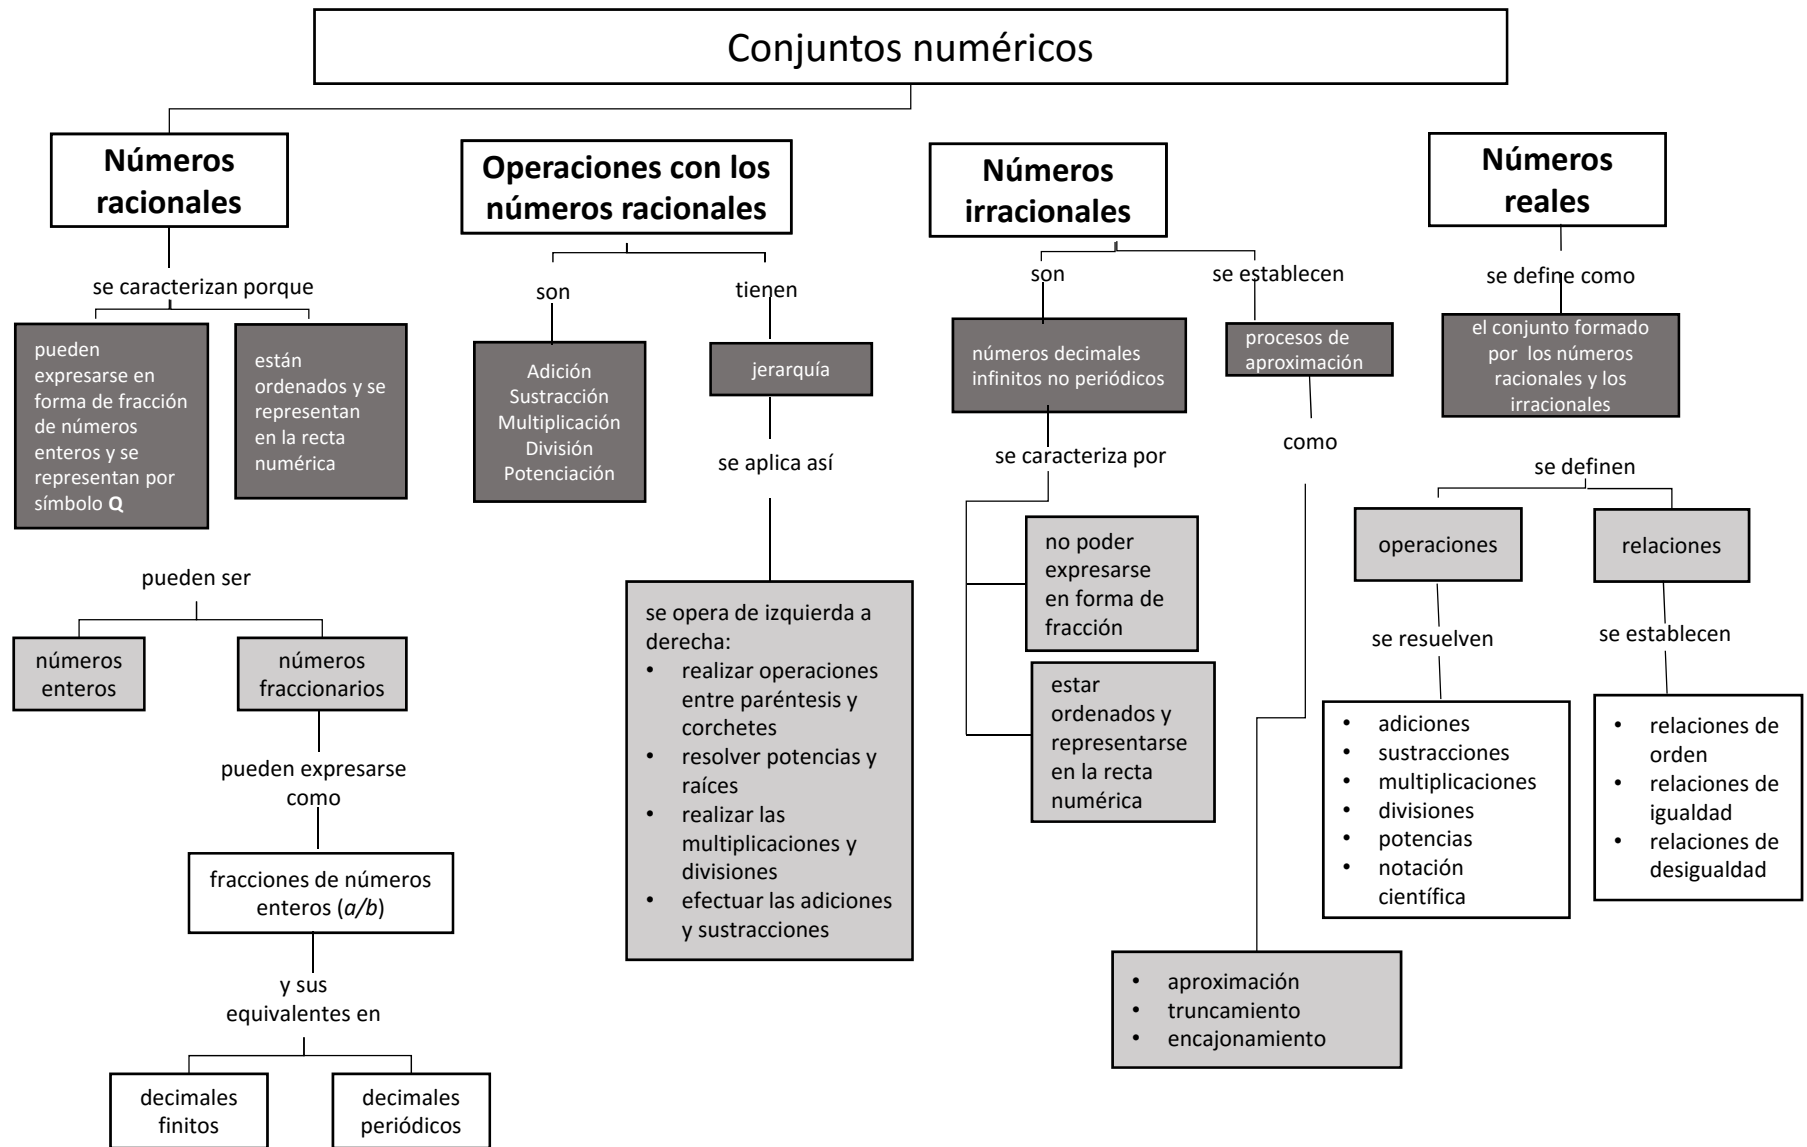 Conjuntos numéricos
Números
racionales
se caracterizan porque
pueden
expresarse en
forma de fracción
de números
enteros y se
representan por
símbolo Q
están
ordenados y se
representan
en la recta
numérica
pueden ser
números
enteros
números
fraccionarios
pueden expresarse
como
fracciones de números
enteros (a/b)
y sus
equivalentes en
decimales
finitos
decimales
periódicos
Operaciones con los
números racionales
son
Adición
Sustracción
Multiplicación
División
Potenciación
tienen
jerarquía
se aplica así
se opera de izquierda a
derecha:
• realizar operaciones
entre paréntesis y
corchetes
• resolver potencias y
raíces
• realizar las
multiplicaciones y
divisiones
• efectuar las adiciones
y sustracciones
Números
irracionales
son
números decimales
infinitos no periódicos
se caracteriza por
no poder
expresarse
en forma de
fracción
estar
ordenados y
representarse
en la recta
numérica
se establecen
procesos de
aproximación
como
• aproximación
• truncamiento
• encajonamiento
Números
reales
se define como
el conjunto formado
por los números
racionales y los
irracionales
se definen
operaciones
se resuelven
• adiciones
• sustracciones
• multiplicaciones
• divisiones
• potencias
• notación
científica
relaciones
se establecen
• relaciones de
orden
• relaciones de
igualdad
• relaciones de
desigualdad